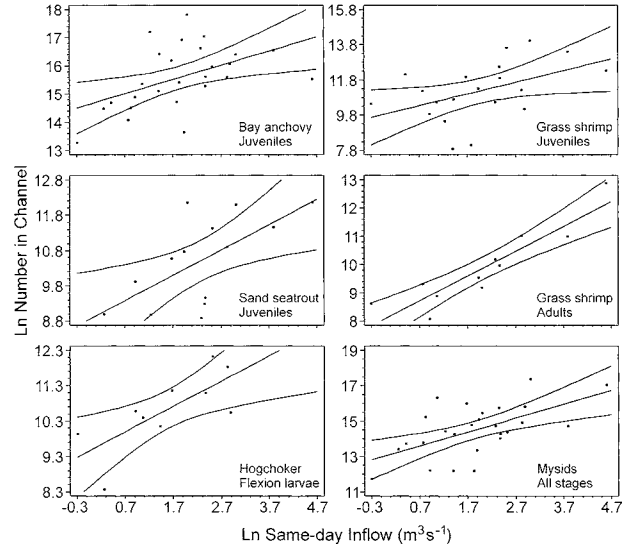 18
17
16
15
14
13
Bay anchovy
Juveniles
15.8
13.8
11.8
9.8
7.8
Grass shrimp
Juveniles
Ln Number in Channel
12.8
11.8
10.8
9.8
8.8
Sand seatrout
Juveniles
13
12
11
10
9
8
Grass shrimp
Adults
12.3
11.3
10.3
9.3
8.3
Hogchoker
Flexion larvae
-0.3 0.7 1.7 2.7 3.7 4.7
19
17
15
13
11
Mysids
All stages
-0.3 0.7 1.7 2.7 3.7 4.7
Ln Same-day Inflow (m³s⁻¹)